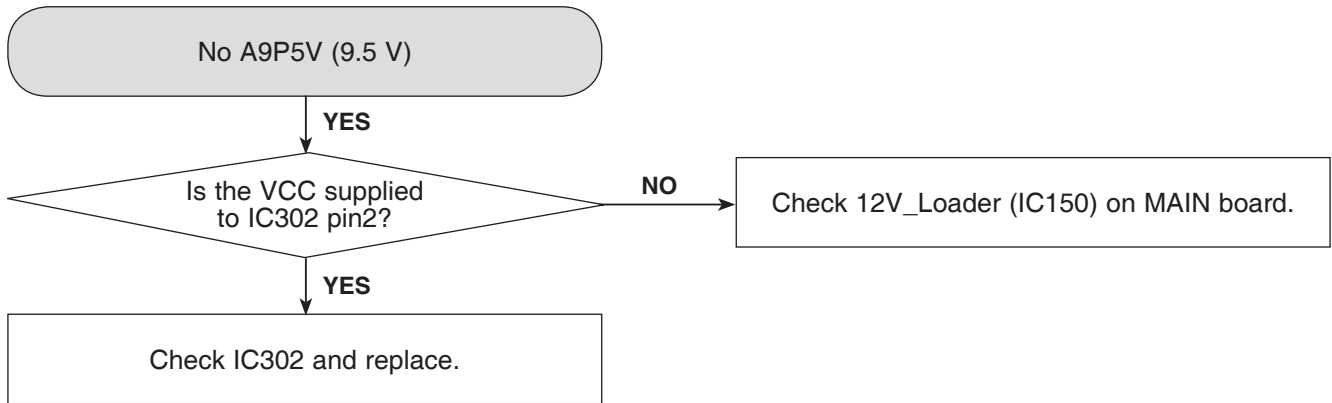 No A9P5V (9.5 V)
YES
Is the VCC supplied
to IC302 pin2?
NO
Check 12V_Loader (IC150) on MAIN board.
YES
Check IC302 and replace.